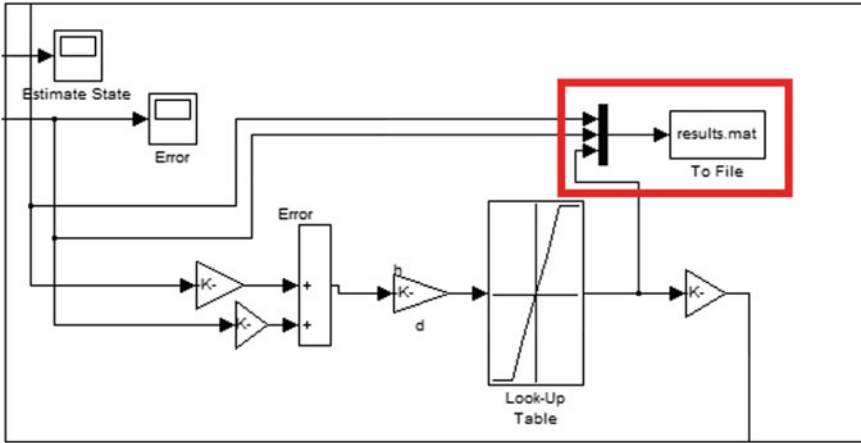 Estimate State
Error
results.mat
To File
Error
+
+
K-
K-
h
K-
d
K-
Look-Up
Table